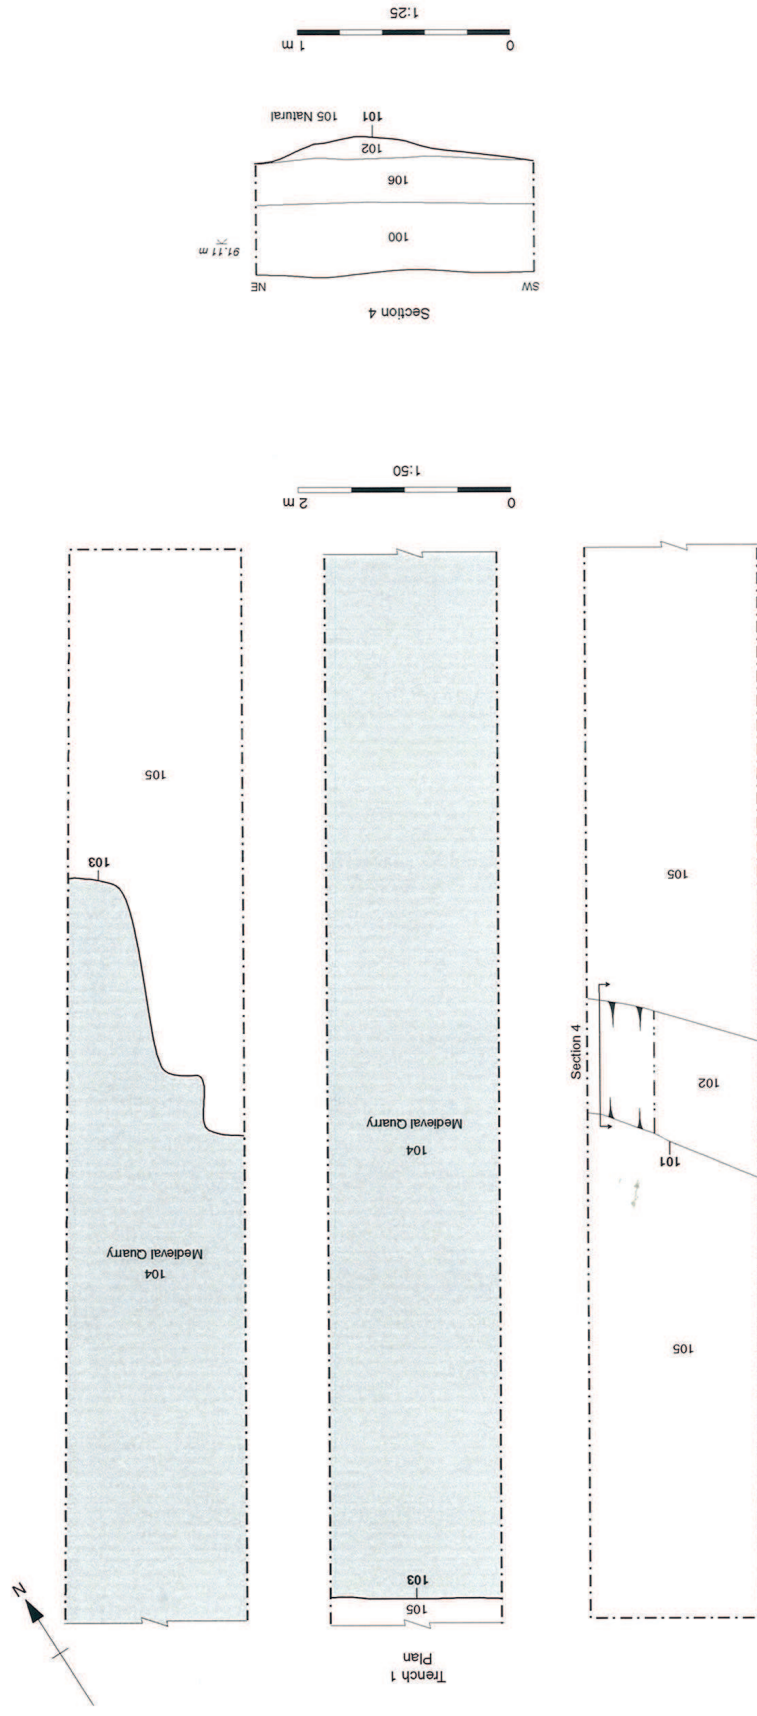 Trench 1
Plan
N
105
103
104
Medieval Quarry
104
Medieval Quarry
103
105
105
101
102
Section 4
105
0
2 m
1:50
Section 4
SW
NE
91.11 m
100
106
102
101
105 Natural
0
1 m
1:25